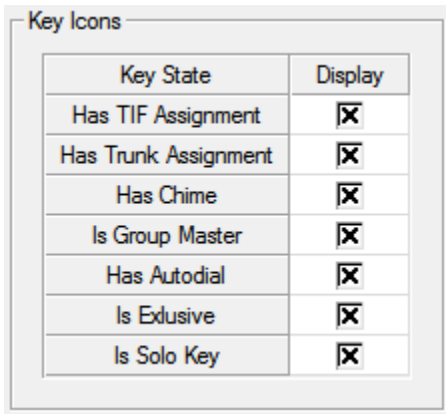 Key Icons
Key State Display
Has TIF Assignment
Has Trunk Assignment
Has Chime
Is Group Master
Has Autodial
Is Exlusive
Is Solo Key